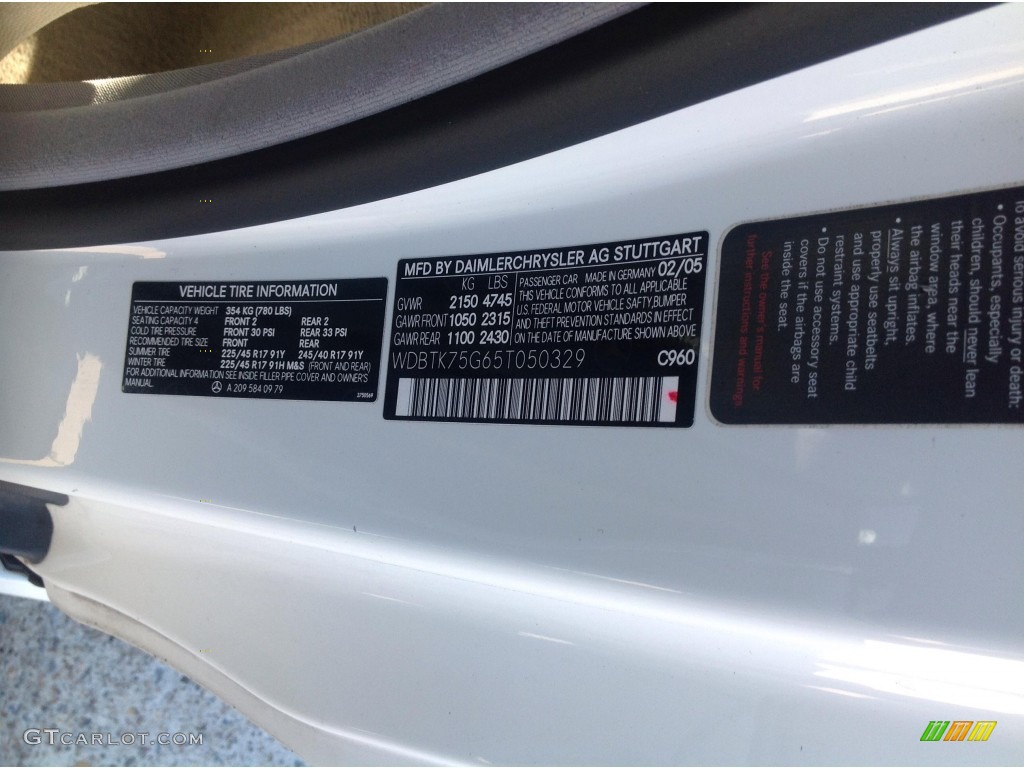 VEHICLE TIRE INFORMATION
VEHICLE CAPACITY WEIGHT 354 KG (780 LBS)
SEATING CAPACITY 4 FRONT 2 REAR 2
COLD TIRE PRESSURE FRONT 30 PSI REAR 33 PSI
RECOMMENDED TIRE SIZE FRONT REAR
SUMMER TIRE 225/45 R17 91Y 245/40 R17 91Y
WINTER TIRE 225/45 R17 91H M&S (FRONT AND REAR)
FOR ADDITIONAL INFORMATION SEE INSIDE FILLER PIPE COVER AND OWNER'S
MANUAL.
A 209 584 09 79
MFD BY DAIMLERCHRYSLER AG STUTTGART
KG LBS
GVWR 2150 4745
GAWR FRONT 1050 2315
GAWR REAR 1100 2430
PASSENGER CAR MADE IN GERMANY 02/05
THIS VEHICLE CONFORMS TO ALL APPLICABLE
U.S. FEDERAL MOTOR VEHICLE SAFTY,BUMPER
AND THEFT PREVENTION STANDARDS IN EFFECT
ON THE DATE OF MANUFACTURE SHOWN ABOVE
WDBTK75G65T050329 C960
To avoid serious injury or death:
• Occupants, especially
children, should never lean
their heads near the
window area, where
the airbag inflates.
• Always sit upright,
properly use seatbelts
and use appropriate child
restraint systems.
• Do not use accessory seat
covers if the airbag exits
inside the seat.
See the owner's manual for
further instructions and warnings.
GTCARLOT.COM